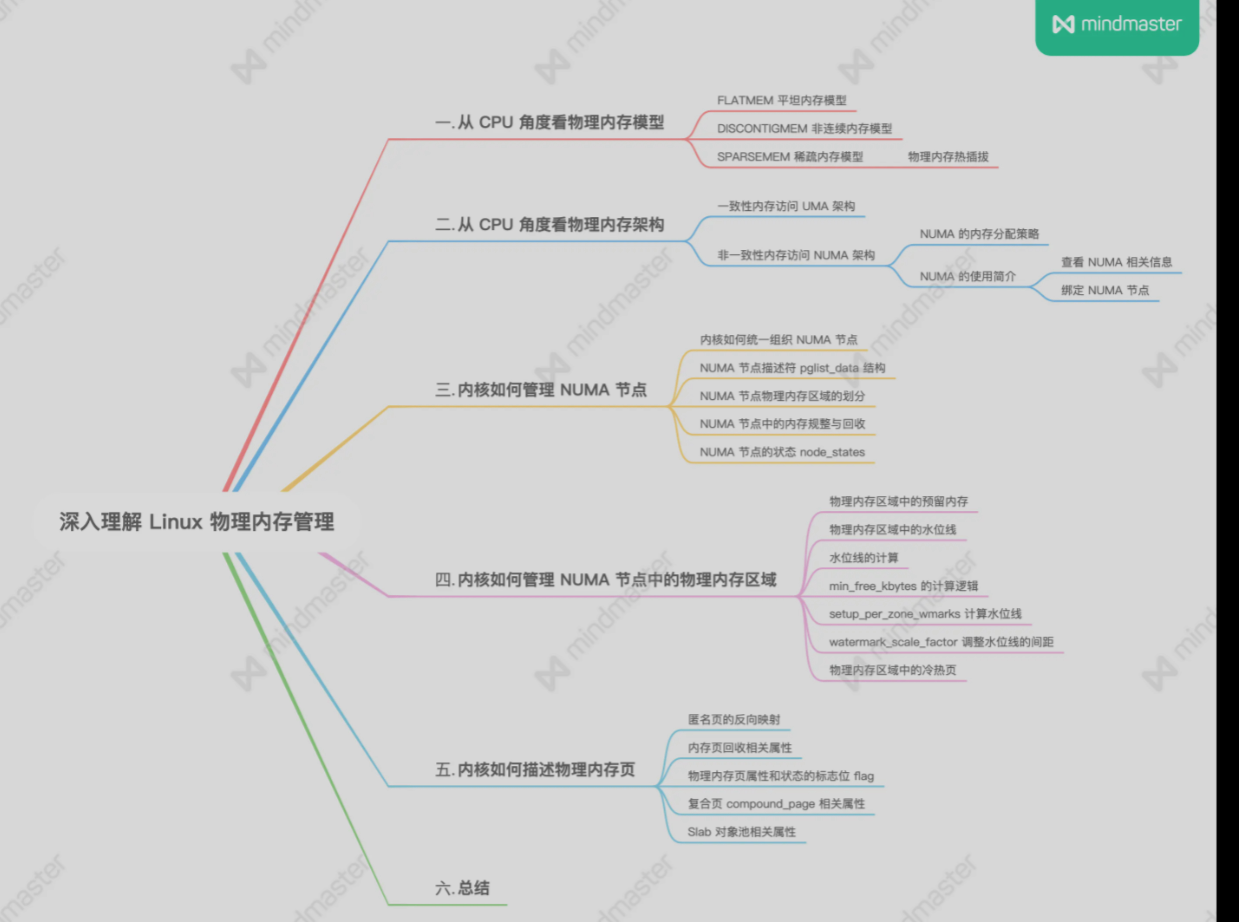 mindmaster
深入理解 Linux 物理内存管理
一.从 CPU 角度看物理内存模型
FLATMEM 平坦内存模型
DISCONTIGMEM 非连续内存模型
SPARSEMEM 稀疏内存模型
物理内存热插拔
二.从 CPU 角度看物理内存架构
一致性内存访问 UMA 架构
非一致性内存访问 NUMA 架构
NUMA 的内存分配策略
NUMA 的使用简介
查看 NUMA 相关信息
绑定 NUMA 节点
三.内核如何管理 NUMA 节点
内核如何统一组织 NUMA 节点
NUMA 节点描述符 pglist_data 结构
NUMA 节点物理内存区域的划分
NUMA 节点中的内存规整与回收
NUMA 节点的状态 node_states
四.内核如何管理 NUMA 节点中的物理内存区域
物理内存区域中的预留内存
物理内存区域中的水位线
水位线的计算
min_free_kbytes 的计算逻辑
setup_per_zone_wmarks 计算水位线
watermark_scale_factor 调整水位线的间距
物理内存区域中的冷热页
五.内核如何描述物理内存页
匿名页的反向映射
内存页回收相关属性
物理内存页属性和状态的标志位 flag
复合页 compound_page 相关属性
Slab 对象池相关属性
六.总结